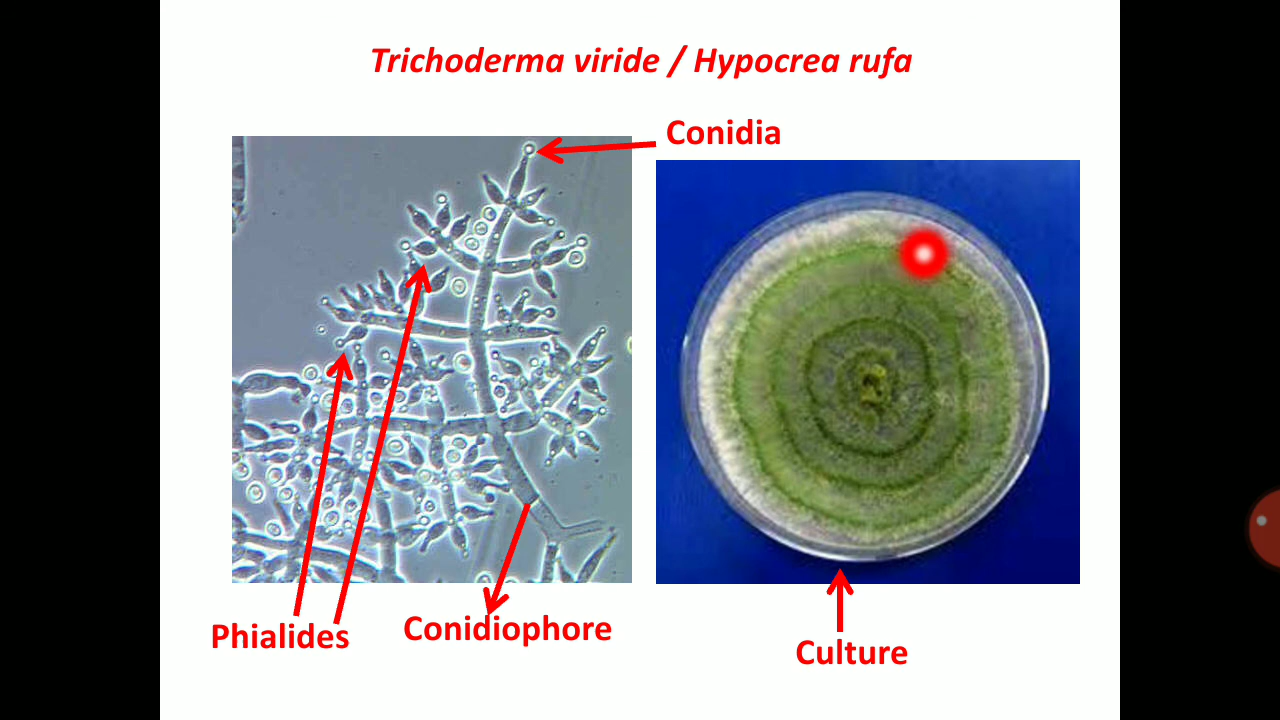 Trichoderma viride / Hypocrea rufa
Conidia
Phialides
Conidiophore
Culture